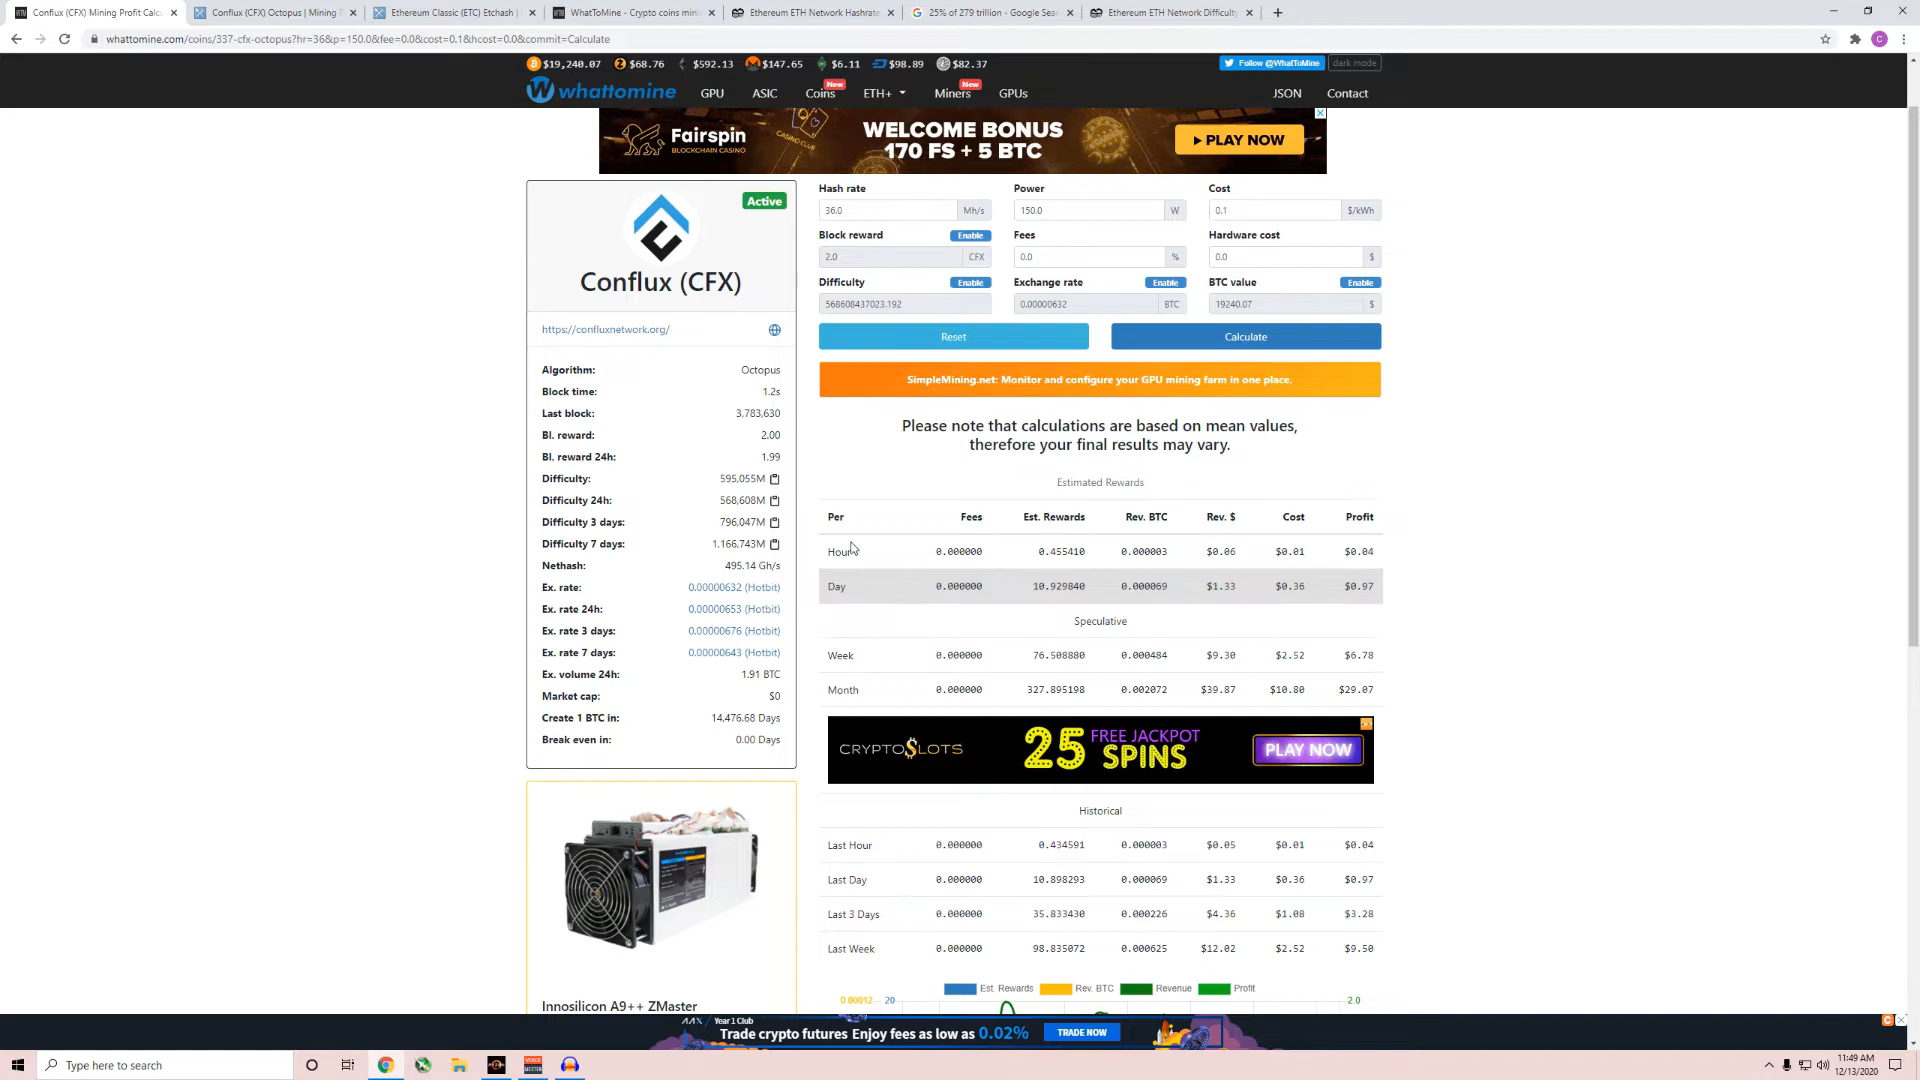 Conflux (CFX) Mining Profit Calc
Conflux (CFX) Octopus | Mining P
Ethereum Classic (ETC) Etchash |
WhatToMine - Crypto coins mini
Ethereum ETH Network Hashrate
25% of 279 trillion - Google Sear
Ethereum ETH Network Difficulty
whattomine.com/coins/337-cfx-octopus?hr=36&p=150.0&fee=0.0&cost=0.1&hcost=0.0&commit=Calculate
$19,240.07 $68.76 $592.13 $147.65 $6.11 $98.89 $82.37
Follow @WhatToMine dark mode
whattomine GPU ASIC Coins New ETH+ Miners New GPUs JSON Contact
Fairspin BLOCKCHAIN CASINO
CASINO CLUB
WELCOME BONUS
170 FS + 5 BTC
PLAY NOW
Active
Conflux (CFX)
https://confluxnetwork.org/
Algorithm: Octopus
Block time: 1.2s
Last block: 3,783,630
Bl. reward: 2.00
Bl. reward 24h: 1.99
Difficulty: 595,055M
Difficulty 24h: 568,608M
Difficulty 3 days: 796,047M
Difficulty 7 days: 1,166,743M
Nethash: 495.14 Gh/s
Ex. rate: 0.00000632 (Hotbit)
Ex. rate 24h: 0.00000653 (Hotbit)
Ex. rate 3 days: 0.00000676 (Hotbit)
Ex. rate 7 days: 0.00000643 (Hotbit)
Ex. volume 24h: 1.91 BTC
Market cap: $0
Create 1 BTC in: 14,476.68 Days
Break even in: 0.00 Days
Innosilicon A9++ ZMaster
Hash rate Power Cost
36.0 Mh/s 150.0 W 0.1 $/kWh
Block reward Enable Fees Hardware cost
2.0 CFX 0.0 % 0.0 $
Difficulty Enable Exchange rate Enable BTC value Enable
568608437023.192 0.00000632 BTC 19240.07 $
Reset Calculate
SimpleMining.net: Monitor and configure your GPU mining farm in one place.
Please note that calculations are based on mean values,
therefore your final results may vary.
Estimated Rewards
Per Fees Est. Rewards Rev. BTC Rev. $ Cost Profit
Hour 0.000000 0.455410 0.000003 $0.06 $0.01 $0.04
Day 0.000000 10.929840 0.000069 $1.33 $0.36 $0.97
Speculative
Week 0.000000 76.508880 0.000484 $9.30 $2.52 $6.78
Month 0.000000 327.895198 0.002072 $39.87 $10.80 $29.07
CRYPTO$LOTS 25 FREE JACKPOT SPINS PLAY NOW
Historical
Last Hour 0.000000 0.434591 0.000003 $0.05 $0.01 $0.04
Last Day 0.000000 10.898293 0.000069 $1.33 $0.36 $0.97
Last 3 Days 0.000000 35.833430 0.000226 $4.36 $1.08 $3.28
Last Week 0.000000 98.835072 0.000625 $12.02 $2.52 $9.50
Est. Rewards Rev. BTC Revenue Profit
0.00012 20 2.0
Year 1 Club
Trade crypto futures Enjoy fees as low as 0.02% TRADE NOW
Type here to search
11:49 AM
12/13/2020